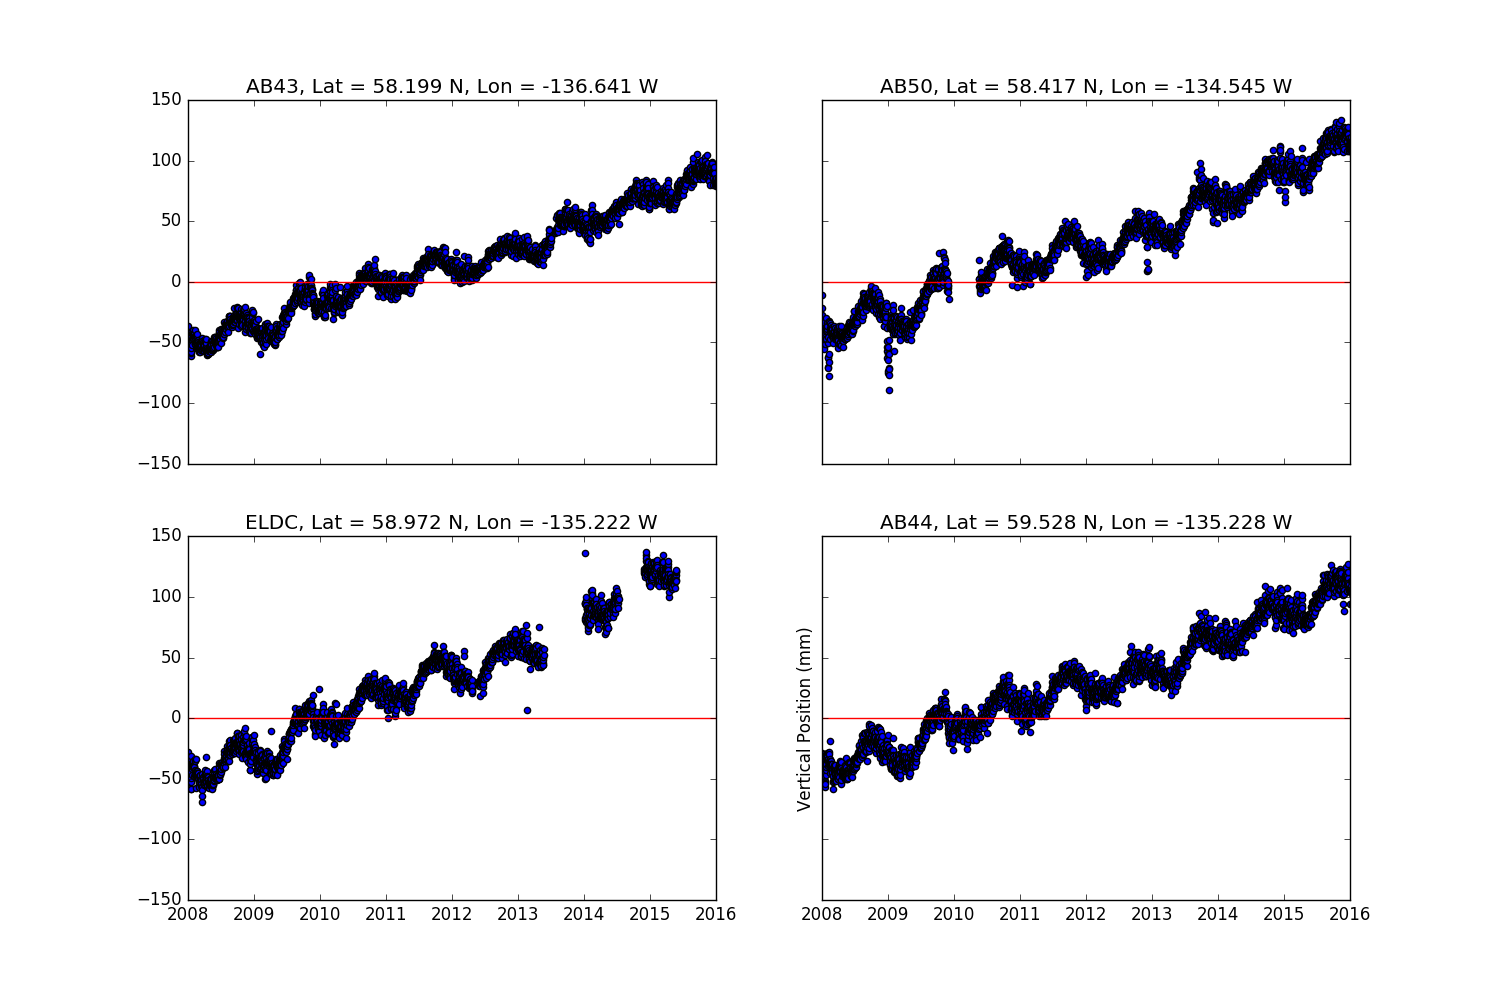 AB43, Lat = 58.199 N, Lon = -136.641 W
AB50, Lat = 58.417 N, Lon = -134.545 W
150
100
50
0
−50
−100
−150
ELDC, Lat = 58.972 N, Lon = -135.222 W
AB44, Lat = 59.528 N, Lon = -135.228 W
150
100
50
0
−50
−100
−150
Vertical Position (mm)
2008 2009 2010 2011 2012 2013 2014 2015 2016
2008 2009 2010 2011 2012 2013 2014 2015 2016